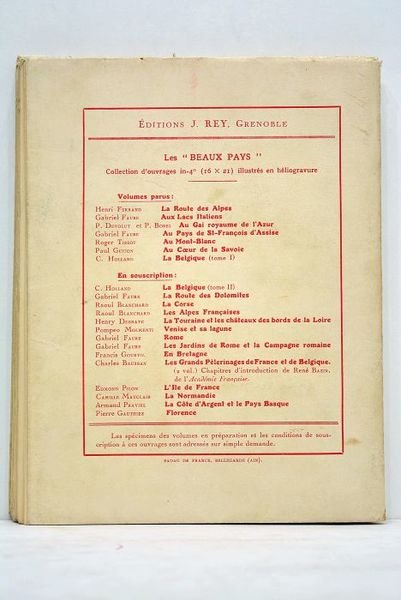 Éditions J. REY, Grenoble
Les "BEAUX PAYS"
Collection d'ouvrages in-4° (16 × 21) illustrés en héliogravure
Volumes parus :
Henri Ferrand La Route des Alpes
Gabriel Faure Aux Lacs Italiens
P. Devoluy et P. Borel Au Gai royaume de l'Azur
Gabriel Faure Au Pays de St-François d'Assise
Roger Tissot Au Mont-Blanc
Paul Guiton Au Cœur de la Savoie
C. Holland La Belgique (tome I)
En souscription :
C. Holland La Belgique (tome II)
Gabriel Faure La Route des Dolomites
Raoul Blanchard La Corse
Raoul Blanchard Les Alpes Françaises
Henry Debraye La Touraine et les châteaux des bords de la Loire
Pompeo Molmenti Venise et sa lagune
Gabriel Faure Rome
Gabriel Faure Les Jardins de Rome et la Campagne romaine
Francis Gourvil En Bretagne
Charles Baussan Les Grands Pèlerinages de France et de Belgique.
(2 vol.) Chapitres d'introduction de René Bazin,
de l'Académie Française.
Edmond Pilon L'Ile de France
Camille Mauclair La Normandie
Armand Praviel La Côte d'Argent et le Pays Basque
Pierre Gauthiez Florence
Les spécimens des volumes en préparation et les conditions de sous-
cription à ces ouvrages sont adressés sur simple demande.
SADAG DE FRANCE, BELLEGARDE (AIN).